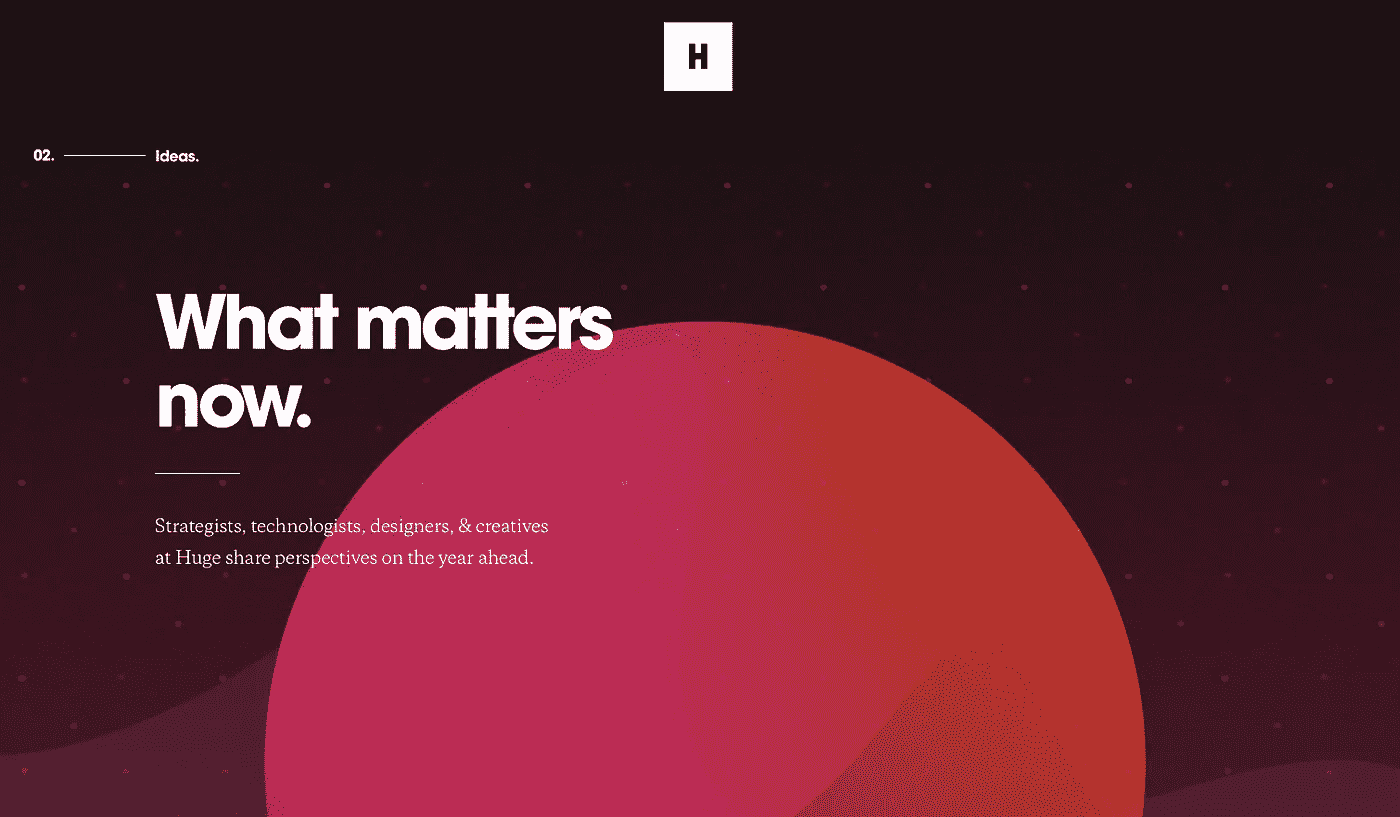 H
02. Ideas.
What matters
now.
Strategists, technologists, designers, & creatives
at Huge share perspectives on the year ahead.